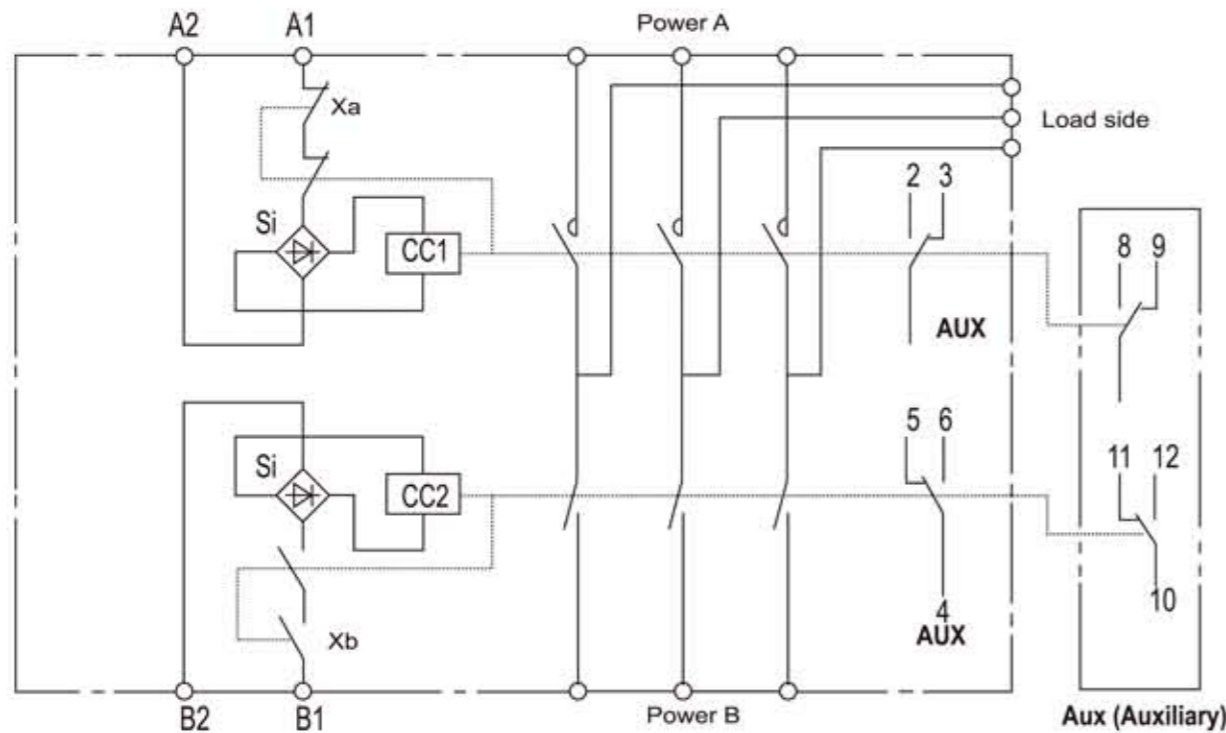 A2 A1 Power A
Xa
Load side
2 3
Si
CC1
8 9
AUX
5 6
Si
CC2
11 12
4
10
AUX
Xb
B2 B1 Power B
Aux (Auxiliary)